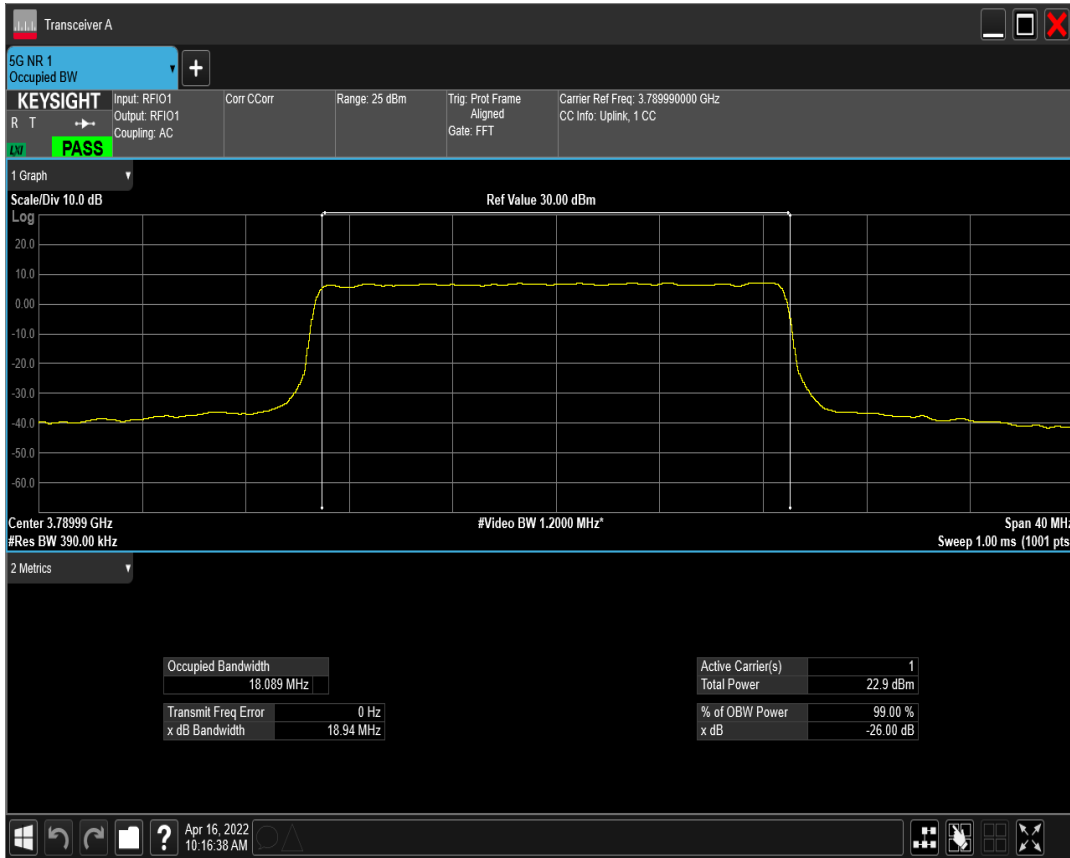 Transceiver A
5G NR 1
Occupied BW
KEYSIGHT
R T
LXI
PASS
Input: RFIO1
Output: RFIO1
Coupling: AC
Corr CCorr
Range: 25 dBm
Trig: Prot Frame
Aligned
Gate: FFT
Carrier Ref Freq: 3.789990000 GHz
CC Info: Uplink, 1 CC
1 Graph
Scale/Div 10.0 dB
Ref Value 30.00 dBm
Log
20.0
10.0
0.00
-10.0
-20.0
-30.0
-40.0
-50.0
-60.0
Center 3.78999 GHz
#Video BW 1.2000 MHz*
Span 40 MHz
#Res BW 390.00 kHz
Sweep 1.00 ms (1001 pts
2 Metrics
Occupied Bandwidth
18.089 MHz
Transmit Freq Error 0 Hz
x dB Bandwidth 18.94 MHz
Active Carrier(s) 1
Total Power 22.9 dBm
% of OBW Power 99.00 %
x dB -26.00 dB
?
Apr 16, 2022
10:16:38 AM